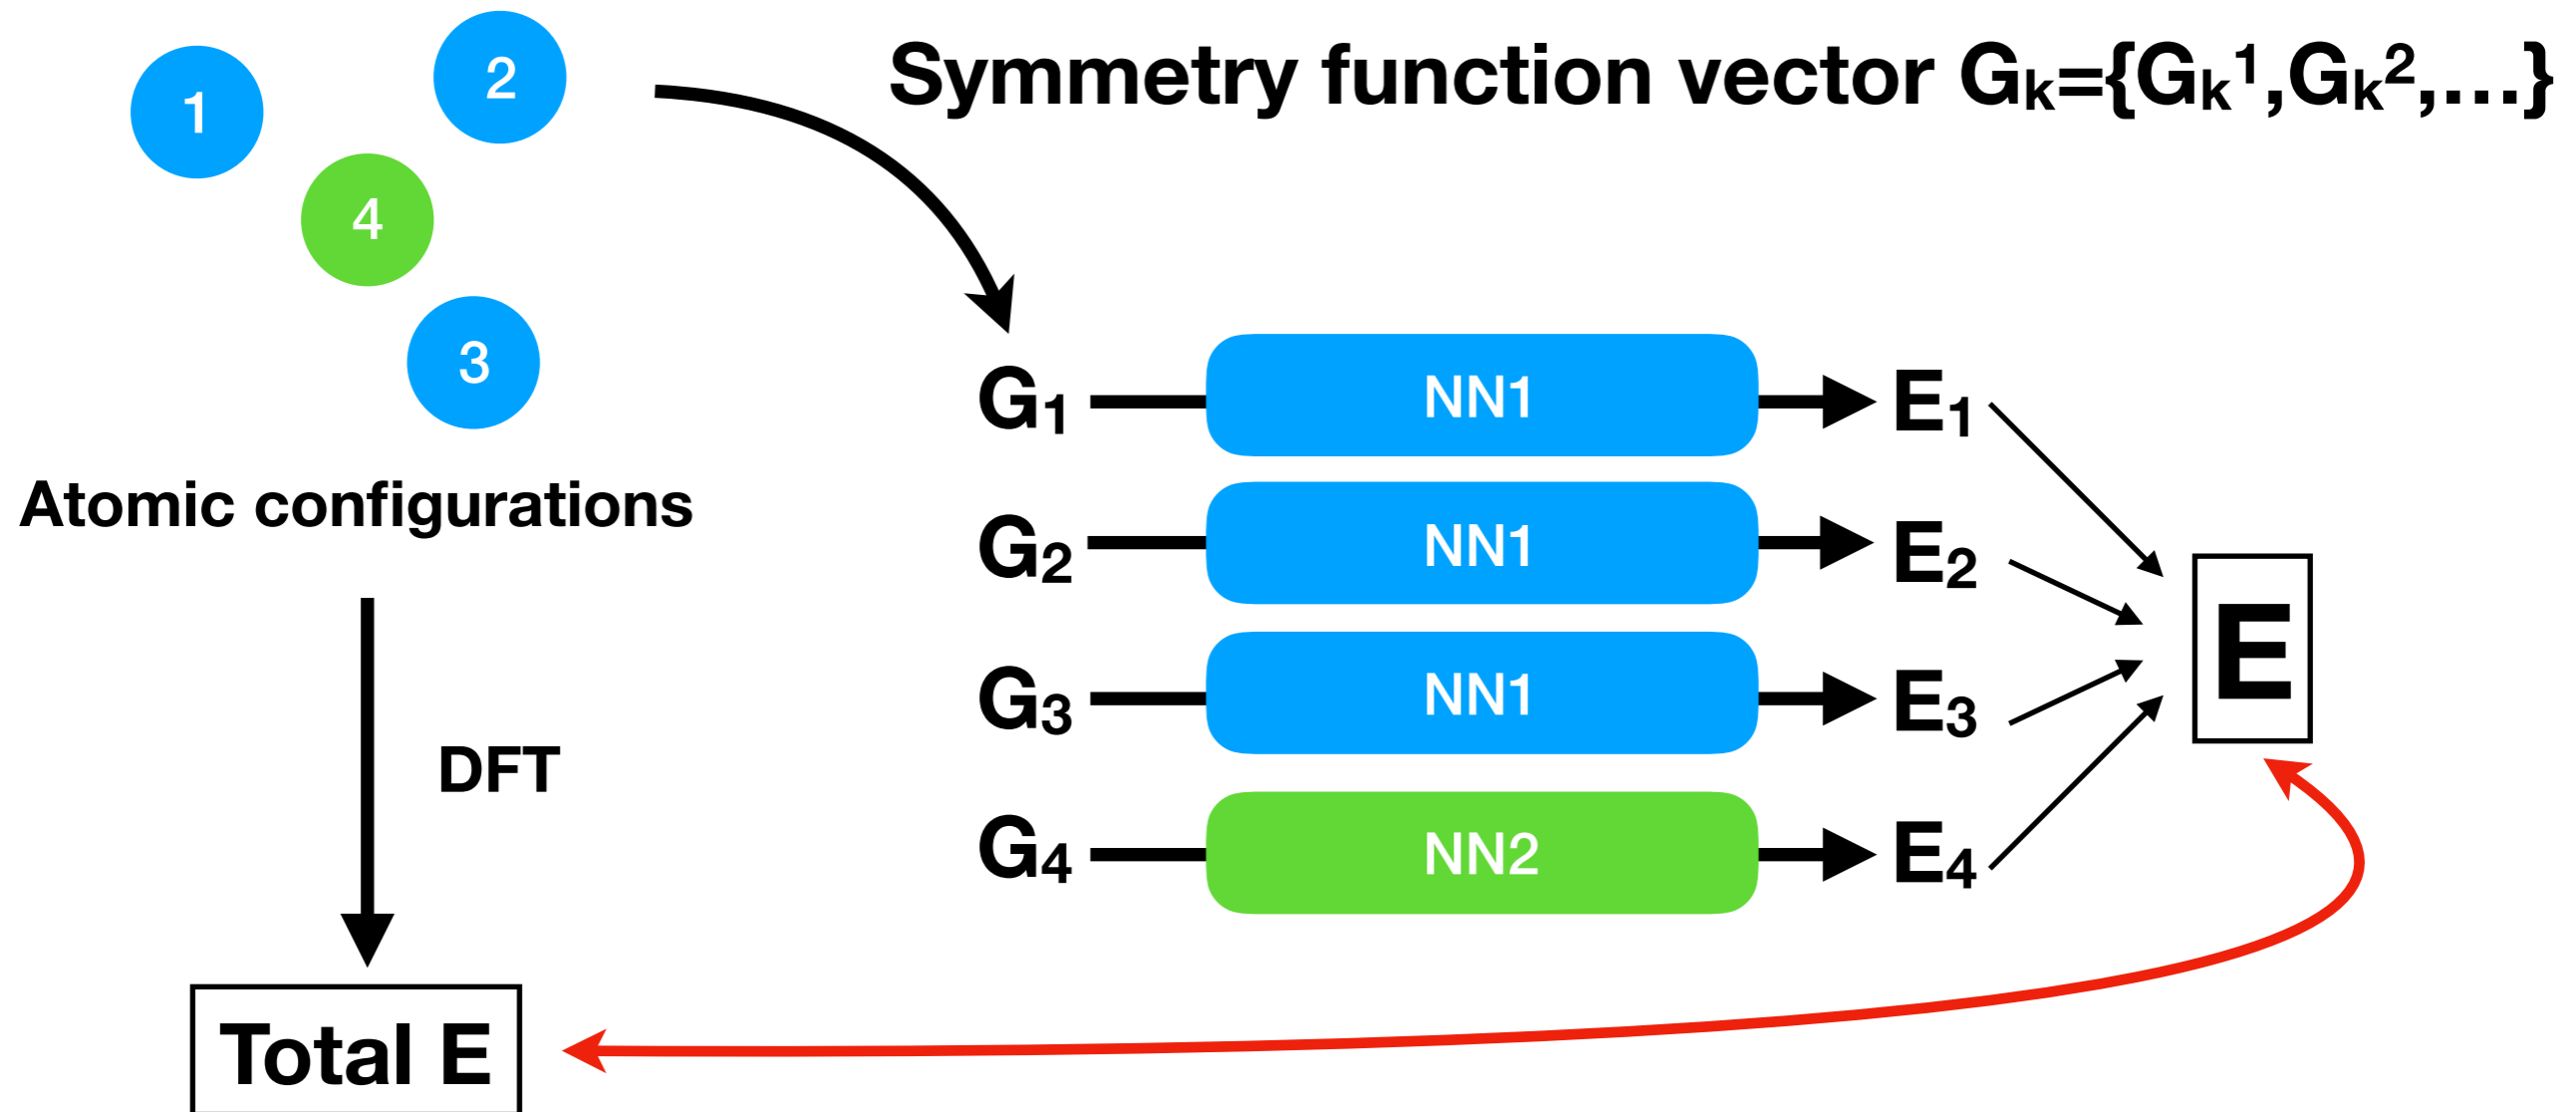 1
2
4
3
Atomic configurations
DFT
Total E
Symmetry function vector Gₖ={Gₖ¹,Gₖ²,…}
G₁ NN1 E₁
G₂ NN1 E₂
G₃ NN1 E₃
G₄ NN2 E₄
E